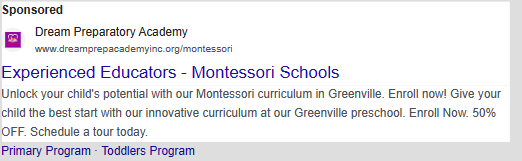 Sponsored
Dream Preparatory Academy
www.dreamprepacademyinc.org/montessori
Experienced Educators - Montessori Schools
Unlock your child's potential with our Montessori curriculum in Greenville. Enroll now! Give your
child the best start with our innovative curriculum at our Greenville preschool. Enroll Now. 50%
OFF. Schedule a tour today.
Primary Program · Toddlers Program